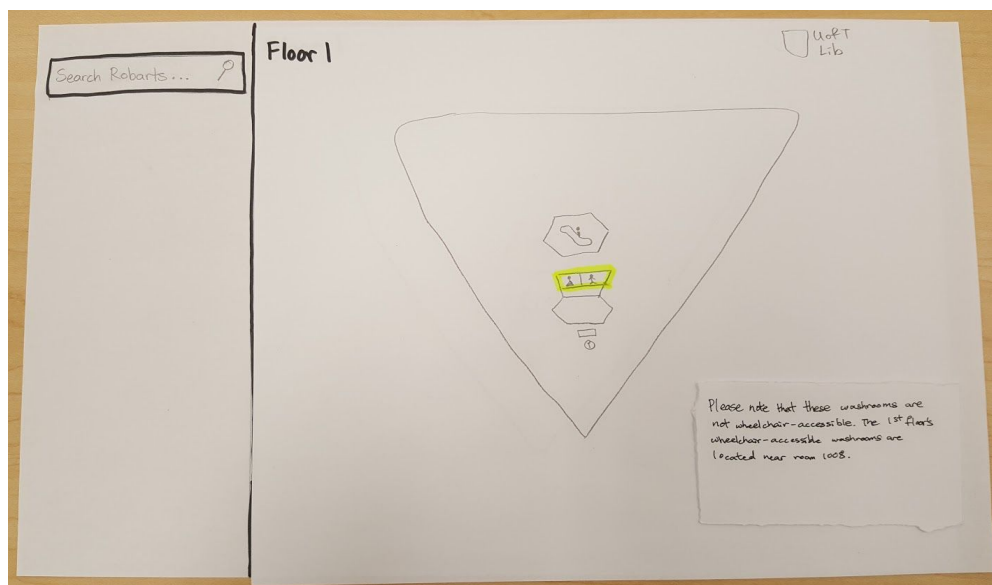 Search Robarts...
Floor 1
UofT
Lib
Please note that these washrooms are
not wheelchair-accessible. The 1st floor's
wheelchair-accessible washrooms are
located near room 1008.